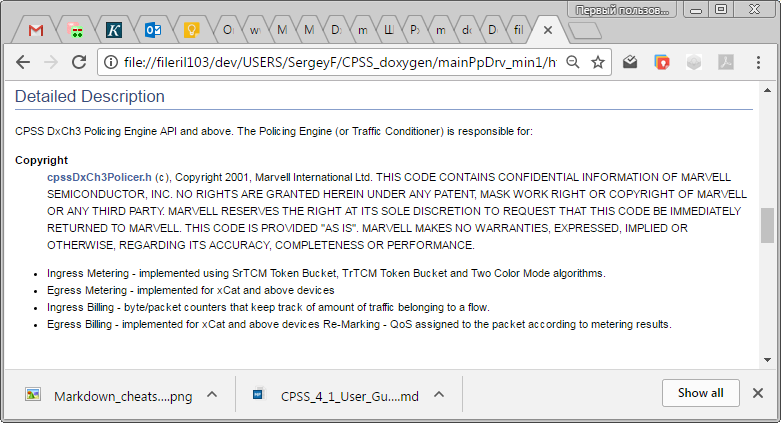 Первый пользов...
O
w
M
M
D
m
Ш
P
m
d
D
fil
file://fileril103/dev/USERS/SergeyF/CPSS_doxygen/mainPpDrv_min1/h
Detailed Description
CPSS DxCh3 Policing Engine API and above. The Policing Engine (or Traffic Conditioner) is responsible for:
Copyright
cpssDxCh3Policer.h (c), Copyright 2001, Marvell International Ltd. THIS CODE CONTAINS CONFIDENTIAL INFORMATION OF MARVELL
SEMICONDUCTOR, INC. NO RIGHTS ARE GRANTED HEREIN UNDER ANY PATENT, MASK WORK RIGHT OR COPYRIGHT OF MARVELL
OR ANY THIRD PARTY. MARVELL RESERVES THE RIGHT AT ITS SOLE DISCRETION TO REQUEST THAT THIS CODE BE IMMEDIATELY
RETURNED TO MARVELL. THIS CODE IS PROVIDED "AS IS". MARVELL MAKES NO WARRANTIES, EXPRESSED, IMPLIED OR
OTHERWISE, REGARDING ITS ACCURACY, COMPLETENESS OR PERFORMANCE.
• Ingress Metering - implemented using SrTCM Token Bucket, TrTCM Token Bucket and Two Color Mode algorithms.
• Egress Metering - implemented for xCat and above devices
• Ingress Billing - byte/packet counters that keep track of amount of traffic belonging to a flow.
• Egress Billing - implemented for xCat and above devices Re-Marking - QoS assigned to the packet according to metering results.
Markdown_cheats....png
CPSS_4_1_User_Gu....md
Show all